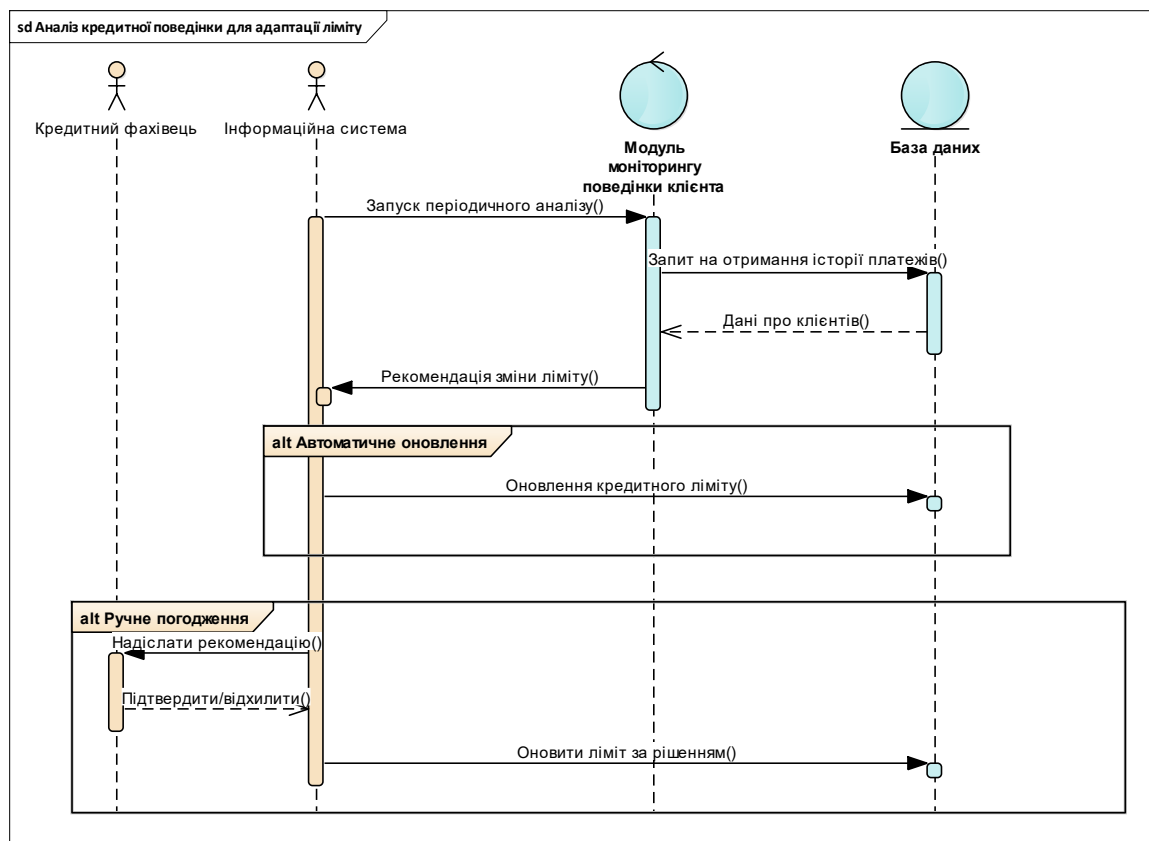 sd Аналіз кредитної поведінки для адаптації ліміту
Кредитний фахівець
Інформаційна система
Модуль
моніторингу
поведінки клієнта
База даних
Запуск періодичного аналізу()
Запит на отримання історії платежів()
Дані про клієнтів()
Рекомендація зміни ліміту()
alt Автоматичне оновлення
Оновлення кредитного ліміту()
alt Ручне погодження
Надіслати рекомендацію()
Підтвердити/відхилити()
Оновити ліміт за рішенням()